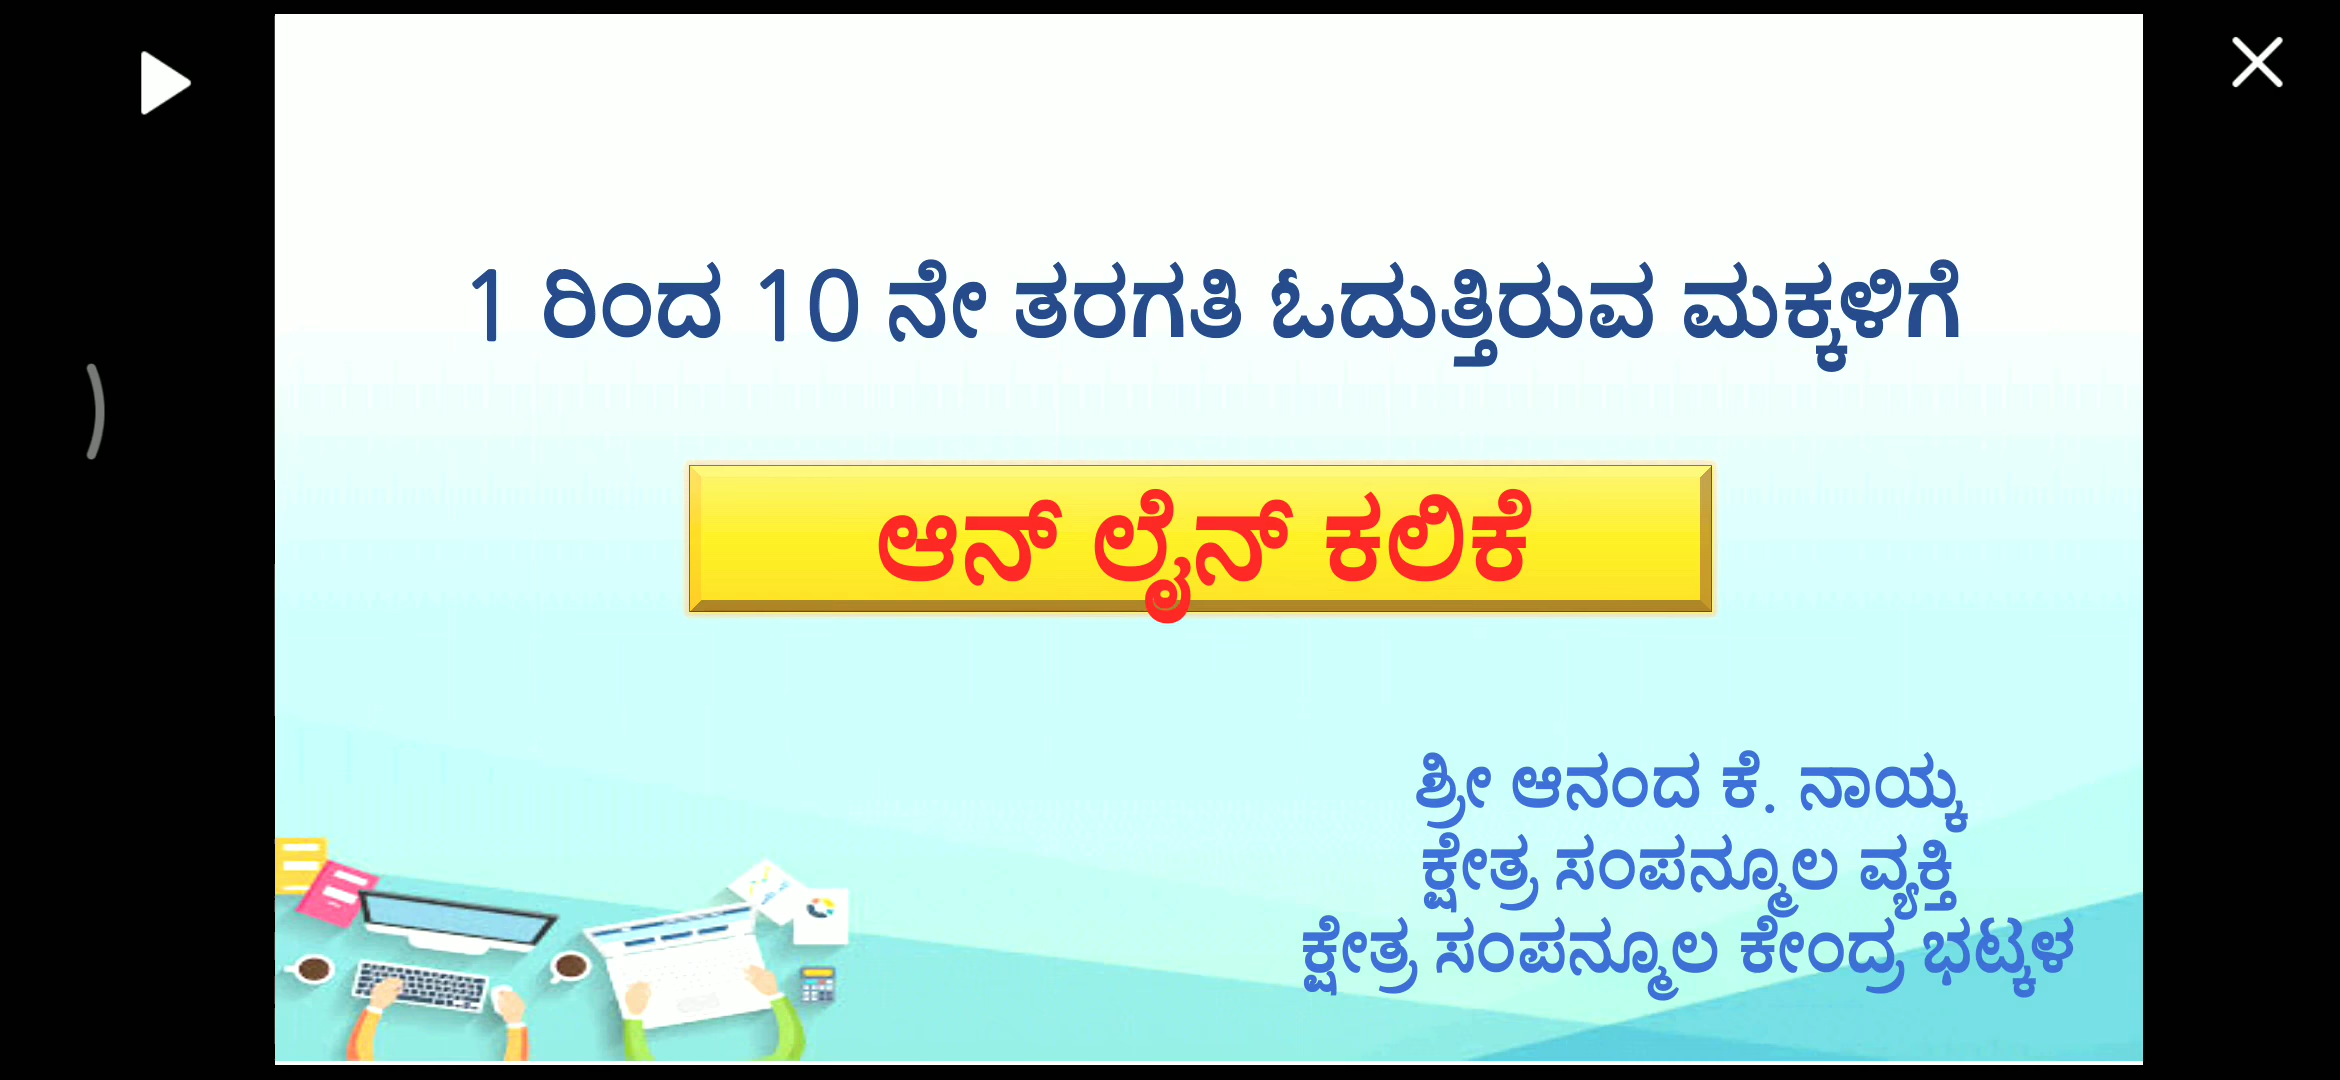 1 ರಿಂದ 10 ನೇ ತರಗತಿ ಓದುತ್ತಿರುವ ಮಕ್ಕಳಿಗೆ
ಆನ್ ಲೈನ್ ಕಲಿಕೆ
ಶ್ರೀ ಆನಂದ ಕೆ. ನಾಯ್ಕ
ಕ್ಷೇತ್ರ ಸಂಪನ್ಮೂಲ ವ್ಯಕ್ತಿ
ಕ್ಷೇತ್ರ ಸಂಪನ್ಮೂಲ ಕೇಂದ್ರ ಭಟ್ಕಳ